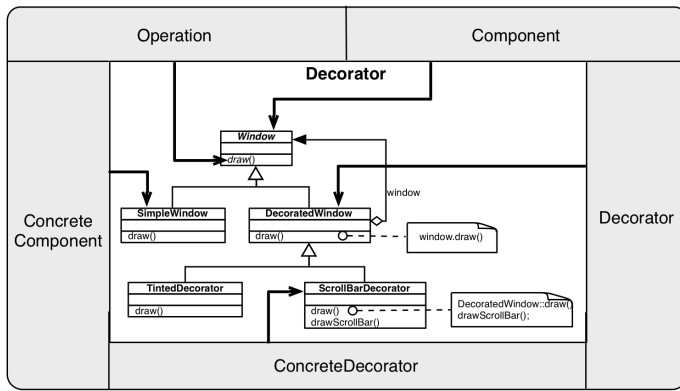 Operation
Component
Decorator
Window
draw()
window
Concrete
Component
SimpleWindow
draw()
DecoratedWindow
draw()
window.draw()
Decorator
TintedDecorator
draw()
ScrollBarDecorator
draw()
drawScrollBar()
DecoratedWindow::draw()
drawScrollBar();
ConcreteDecorator